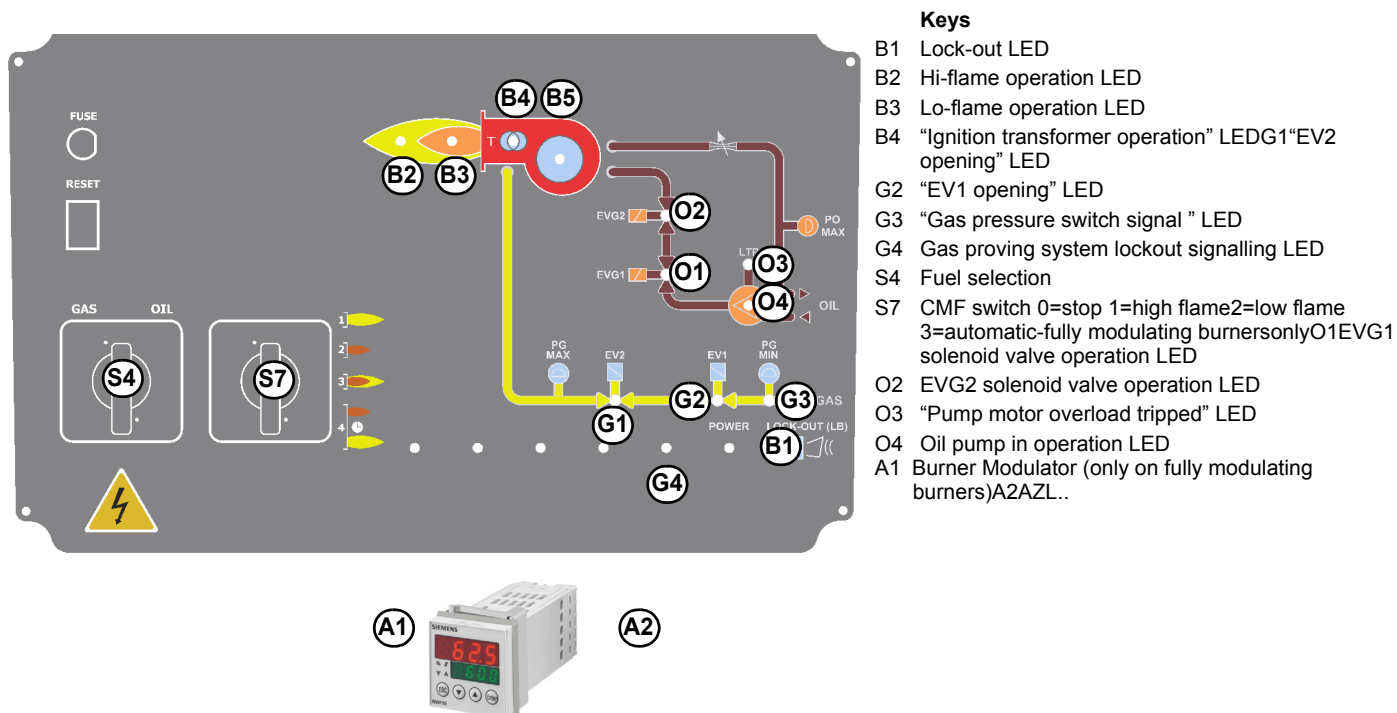 Keys
B1 Lock-out LED
B2 Hi-flame operation LED
B3 Lo-flame operation LED
B4 “Ignition transformer operation” LEDG1“EV2
opening” LED
G2 “EV1 opening” LED
G3 “Gas pressure switch signal ” LED
G4 Gas proving system lockout signalling LED
S4 Fuel selection
S7 CMF switch 0=stop 1=high flame2=low flame
3=automatic-fully modulating burnersonlyO1EVG1
solenoid valve operation LED
O2 EVG2 solenoid valve operation LED
O3 “Pump motor overload tripped” LED
O4 Oil pump in operation LED
A1 Burner Modulator (only on fully modulating
burners)A2AZL..
FUSE
RESET
B4 B5
T
B2 B3
EVG2 O2
PO
MAX
EVG1 O1
O3
O4
OIL
GAS OIL
S4
S7
1
2
3
4
PG
MAX
EV2
EV1
PG
MIN
G1
G2
G3
GAS
POWER LOCK-OUT (LB)
B1
G4
A1
A2
SIEMENS
62.5
60.0
ESC